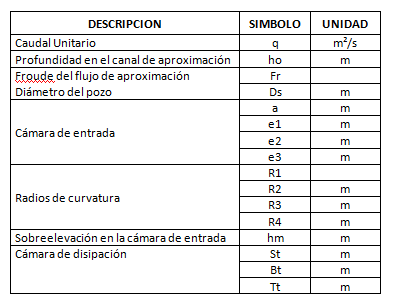 DESCRIPCION SIMBOLO UNIDAD
Caudal Unitario q m²/s
Profundidad en el canal de aproximación ho m
Froude del flujo de aproximación Fr
Diámetro del pozo Ds m
Cámara de entrada a m
e1 m
e2 m
e3 m
Radios de curvatura R1
R2 m
R3 m
R4 m
Sobreelevación en la cámara de entrada hm m
Cámara de disipación St m
Bt m
Tt m